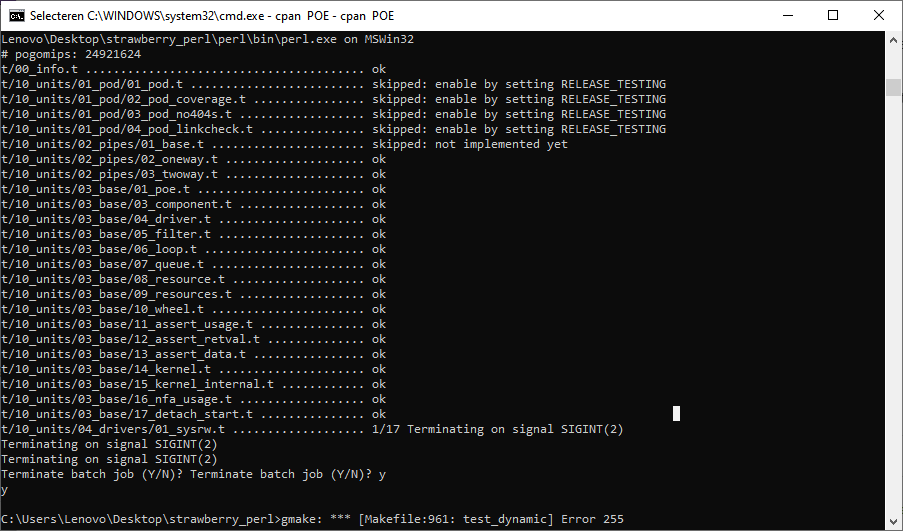 Selecteren C:\WINDOWS\system32\cmd.exe - cpan POE - cpan POE
Lenovo\Desktop\strawberry_perl\perl\bin\perl.exe on MSWin32
# pogomips: 24921624
t/00_info.t ........................................ ok
t/10_units/01_pod/01_pod.t ......................... skipped: enable by setting RELEASE_TESTING
t/10_units/01_pod/02_pod_coverage.t ................ skipped: enable by setting RELEASE_TESTING
t/10_units/01_pod/03_pod_no404s.t .................. skipped: enable by setting RELEASE_TESTING
t/10_units/01_pod/04_pod_linkcheck.t ............... skipped: enable by setting RELEASE_TESTING
t/10_units/02_pipes/01_base.t ...................... skipped: not implemented yet
t/10_units/02_pipes/02_oneway.t .................... ok
t/10_units/02_pipes/03_twoway.t .................... ok
t/10_units/03_base/01_poe.t ........................ ok
t/10_units/03_base/03_component.t .................. ok
t/10_units/03_base/04_driver.t ..................... ok
t/10_units/03_base/05_filter.t ..................... ok
t/10_units/03_base/06_loop.t ....................... ok
t/10_units/03_base/07_queue.t ...................... ok
t/10_units/03_base/08_resource.t ................... ok
t/10_units/03_base/09_resources.t .................. ok
t/10_units/03_base/10_wheel.t ...................... ok
t/10_units/03_base/11_assert_usage.t ............... ok
t/10_units/03_base/12_assert_retval.t .............. ok
t/10_units/03_base/13_assert_data.t ................ ok
t/10_units/03_base/14_kernel.t ..................... ok
t/10_units/03_base/15_kernel_internal.t ............ ok
t/10_units/03_base/16_nfa_usage.t .................. ok
t/10_units/03_base/17_detach_start.t ............... ok
t/10_units/04_drivers/01_sysrw.t ................... 1/17 Terminating on signal SIGINT(2)
Terminating on signal SIGINT(2)
Terminating on signal SIGINT(2)
Terminate batch job (Y/N)? Terminate batch job (Y/N)? y
y
C:\Users\Lenovo\Desktop\strawberry_perl>gmake: *** [Makefile:961: test_dynamic] Error 255